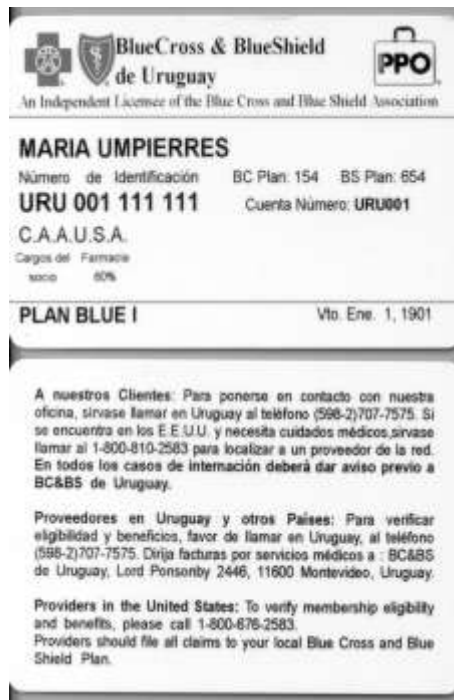 BlueCross & BlueShield
de Uruguay
PPO
An Independent Licensee of the Blue Cross and Blue Shield Association
MARIA UMPIERRES
Número de Identificación BC Plan: 154 BS Plan: 654
URU 001 111 111 Cuenta Número: URU001
C.A.A.U.S.A.
Cargos del Farmacia
socio 60%
PLAN BLUE I Vto. Ene. 1, 1901
A nuestros Clientes: Para ponerse en contacto con nuestra
oficina, sirvase llamar en Uruguay al teléfono (598-2)707-7575. Si
se encuentra en los E.E.U.U. y necesita cuidados médicos,sirvase
llamar al 1-800-810-2583 para localizar a un proveedor de la red.
En todos los casos de internación deberá dar aviso previo a
BC&BS de Uruguay.
Proveedores en Uruguay y otros Países: Para verificar
eligibilidad y beneficios, favor de llamar en Uruguay, al teléfono
(598-2)707-7575. Dirija facturas por servicios médicos a : BC&BS
de Uruguay, Lord Ponsonby 2446, 11600 Montevideo, Uruguay.
Providers in the United States: To verify membership eligibility
and benefits, please call 1-800-676-2583.
Providers should file all claims to your local Blue Cross and Blue
Shield Plan.